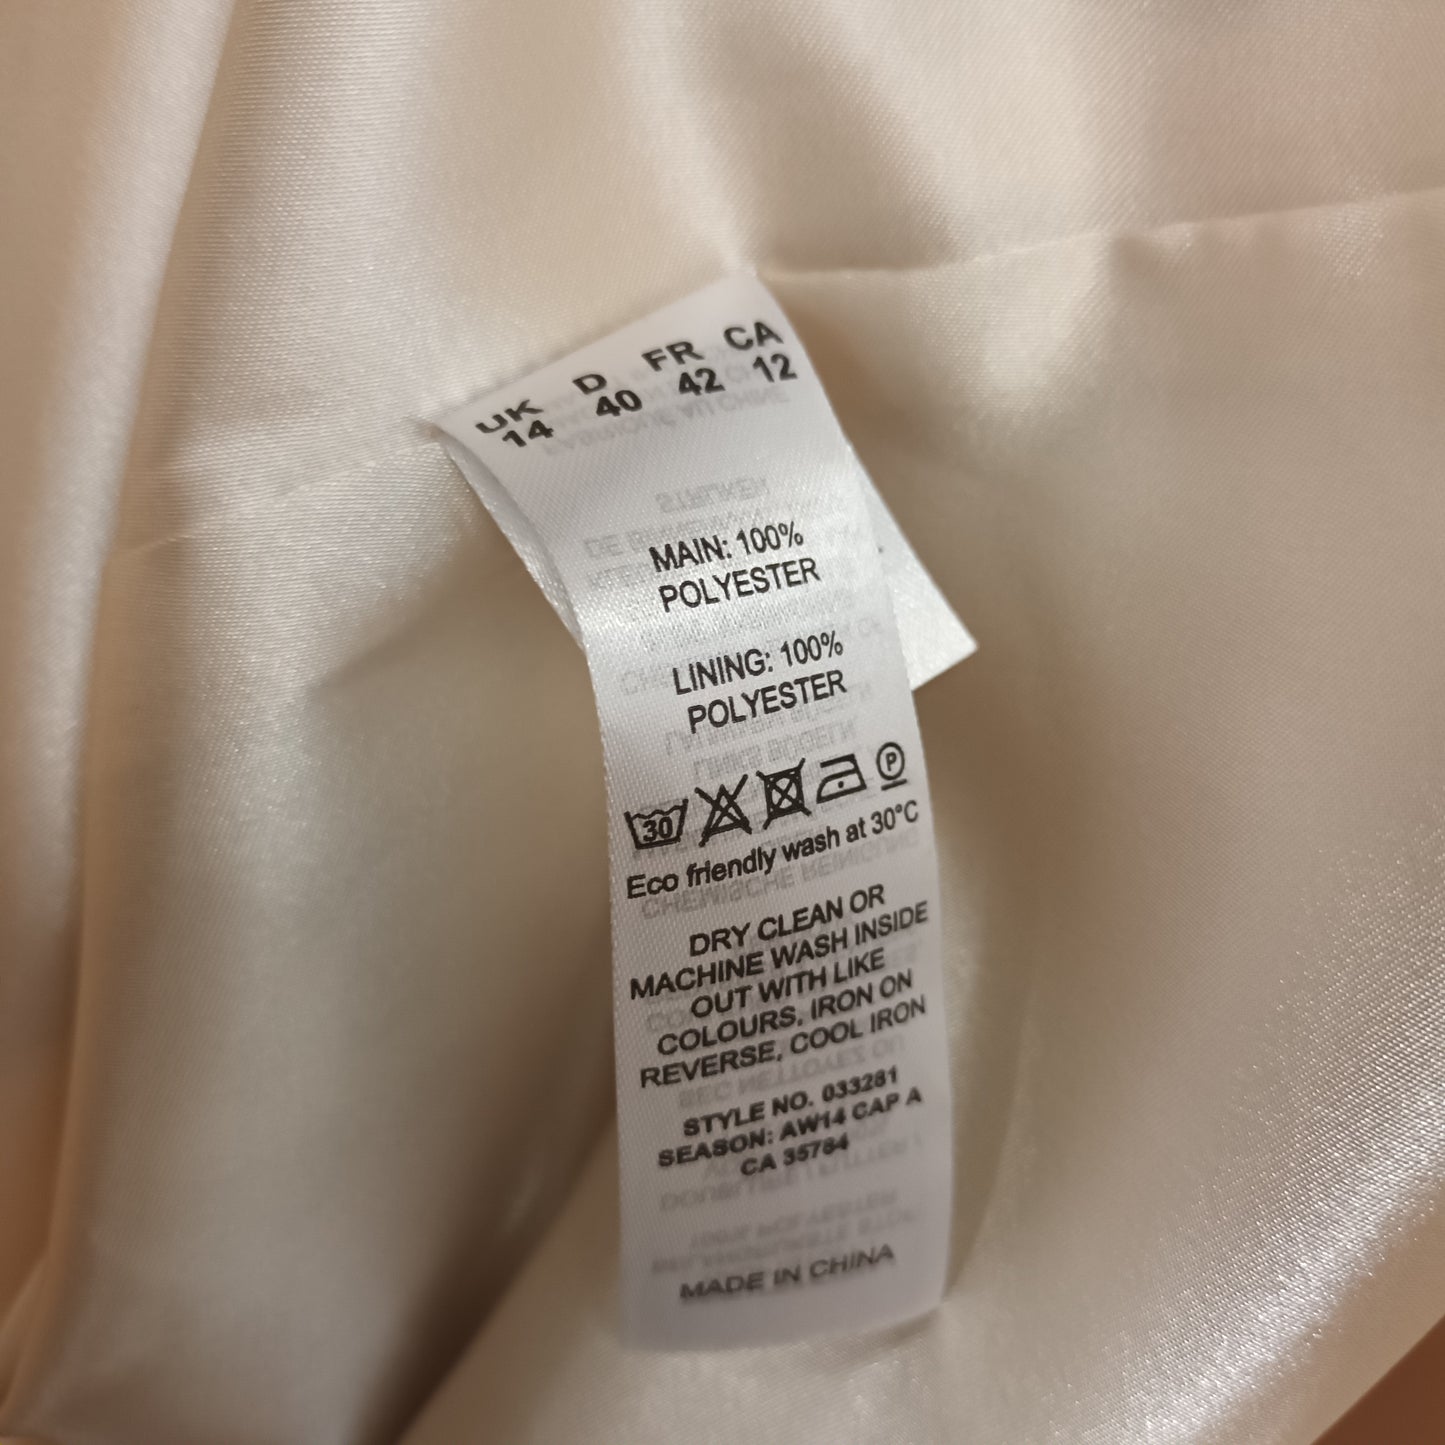 UK D FR CA
14 40 42 12
MAIN: 100%
POLYESTER
LINING: 100%
POLYESTER
30 P
Eco friendly wash at 30°C
DRY CLEAN OR
MACHINE WASH INSIDE
OUT WITH LIKE
COLOURS, IRON ON
REVERSE, COOL IRON
STYLE NO. 033281
SEASON: AW14 CAP A
CA 35764
MADE IN CHINA